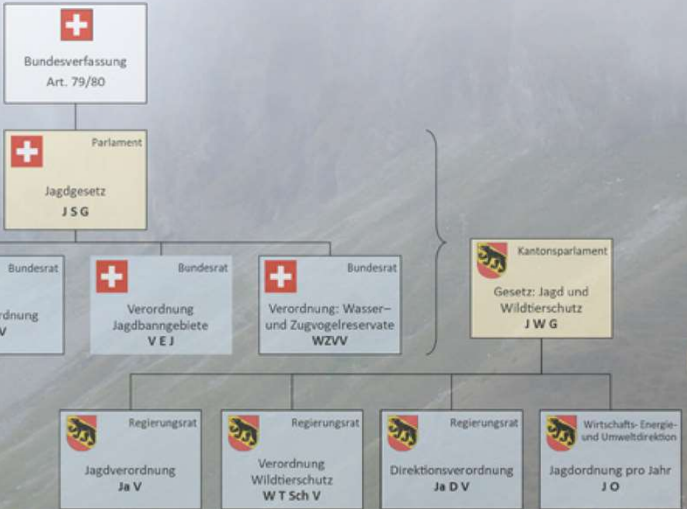 Bundesverfassung
Art. 79/80
Parlament
Jagdgesetz
J S G
Bundesrat
rdnung
V
Bundesrat
Verordnung
Jagdbanngebiete
V E J
Bundesrat
Verordnung: Wasser–
und Zugvogelreservate
WZVV
Kantonsparlament
Gesetz: Jagd und
Wildtierschutz
J W G
Regierungsrat
Jagdverordnung
Ja V
Regierungsrat
Verordnung
Wildtierschutz
W T Sch V
Regierungsrat
Direktionsverordnung
Ja D V
Wirtschafts- Energie-
und Umweltdirektion
Jagdordnung pro Jahr
J O